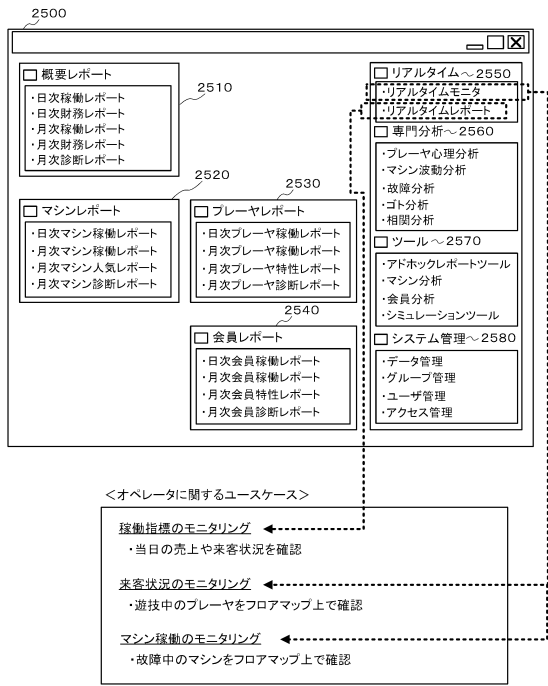 2500
概要レポート
・日次稼働レポート
・日次財務レポート
・月次稼働レポート
・月次財務レポート
・月次診断レポート
2510
マシンレポート
2520
・日次マシン稼働レポート
・月次マシン稼働レポート
・月次マシン人気レポート
・月次マシン診断レポート
プレーヤレポート
2530
・日次プレーヤ稼働レポート
・月次プレーヤ稼働レポート
・月次プレーヤ特性レポート
・月次プレーヤ診断レポート
2540
会員レポート
・日次会員稼働レポート
・月次会員稼働レポート
・月次会員特性レポート
・月次会員診断レポート
リアルタイム～2550
・リアルタイムモニタ
・リアルタイムレポート
専門分析～2560
・プレーヤ心理分析
・マシン波動分析
・故障分析
・ゴト分析
・相関分析
ツール～2570
・アドホックレポートツール
・マシン分析
・会員分析
・シミュレーションツール
システム管理～2580
・データ管理
・グループ管理
・ユーザ管理
・アクセス管理
＜オペレータに関するユースケース＞
稼働指標のモニタリング
・当日の売上や来客状況を確認
来客状況のモニタリング
・遊技中のプレーヤをフロアマップ上で確認
マシン稼働のモニタリング
・故障中のマシンをフロアマップ上で確認